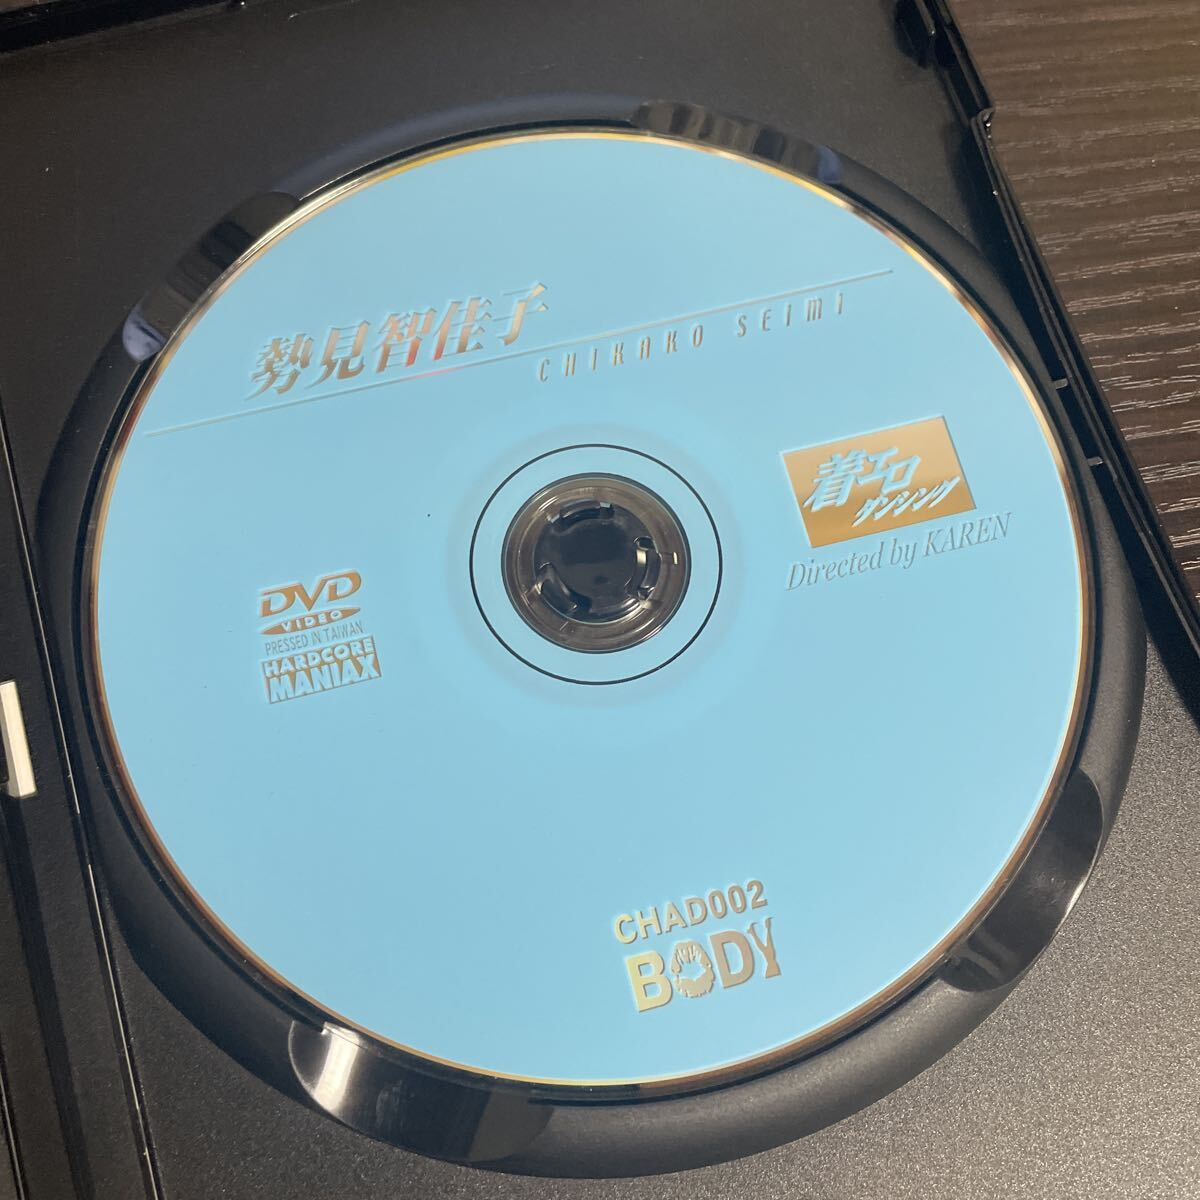 勢見智佳子
CHIKAKO SEIMI
着エロ
ダンシング
Directed by KAREN
DVD
VIDEO
PRESSED IN TAIWAN
HARDCORE
MANIAX
CHAD002
BODY